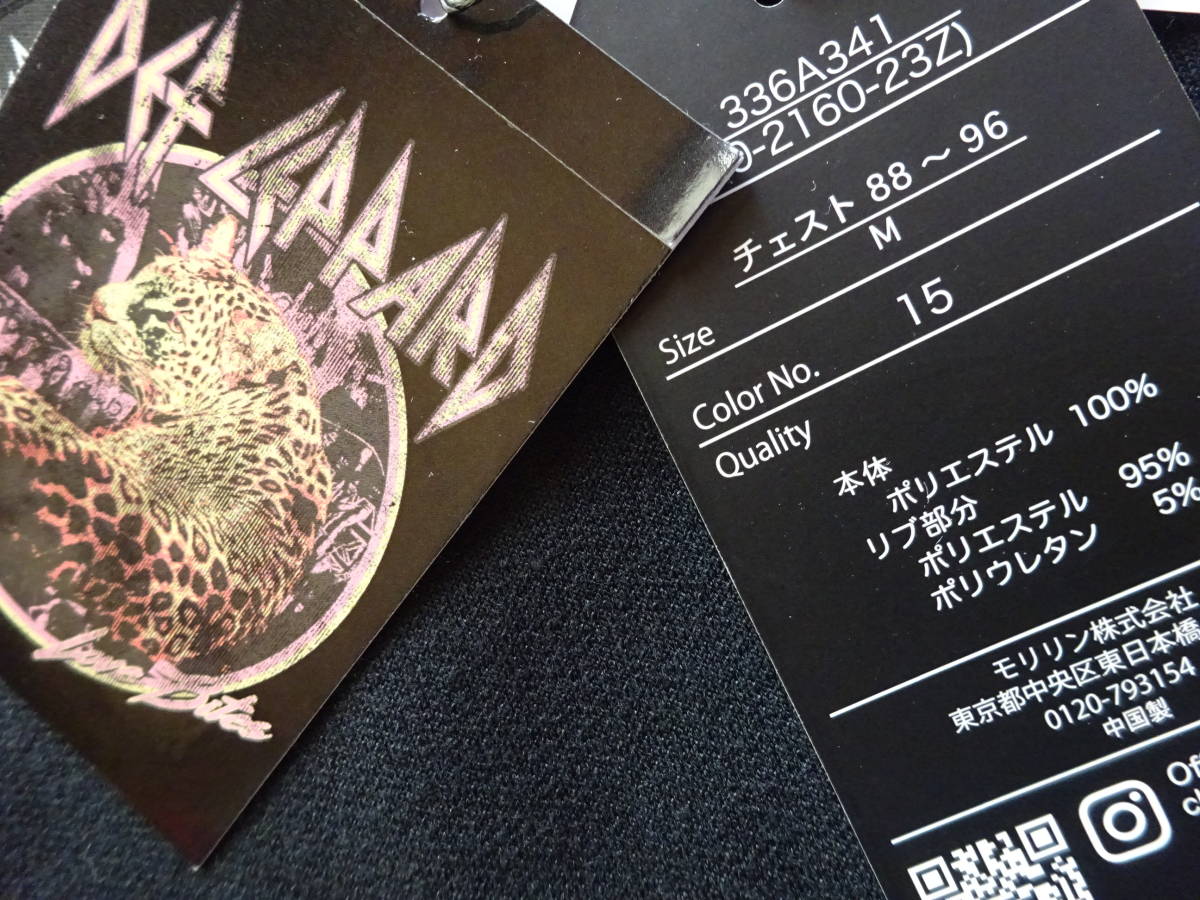 DEF LEPPARD
Love Bites
336A341
0-2160-23Z)
チェスト 88 ～ 96
M
Size
15
Color No.
Quality
本体
ポリエステル 100%
リブ部分
ポリエステル 95%
ポリウレタン 5%
モリリン株式会社
東京都中央区東日本橋
0120-793154
中国製